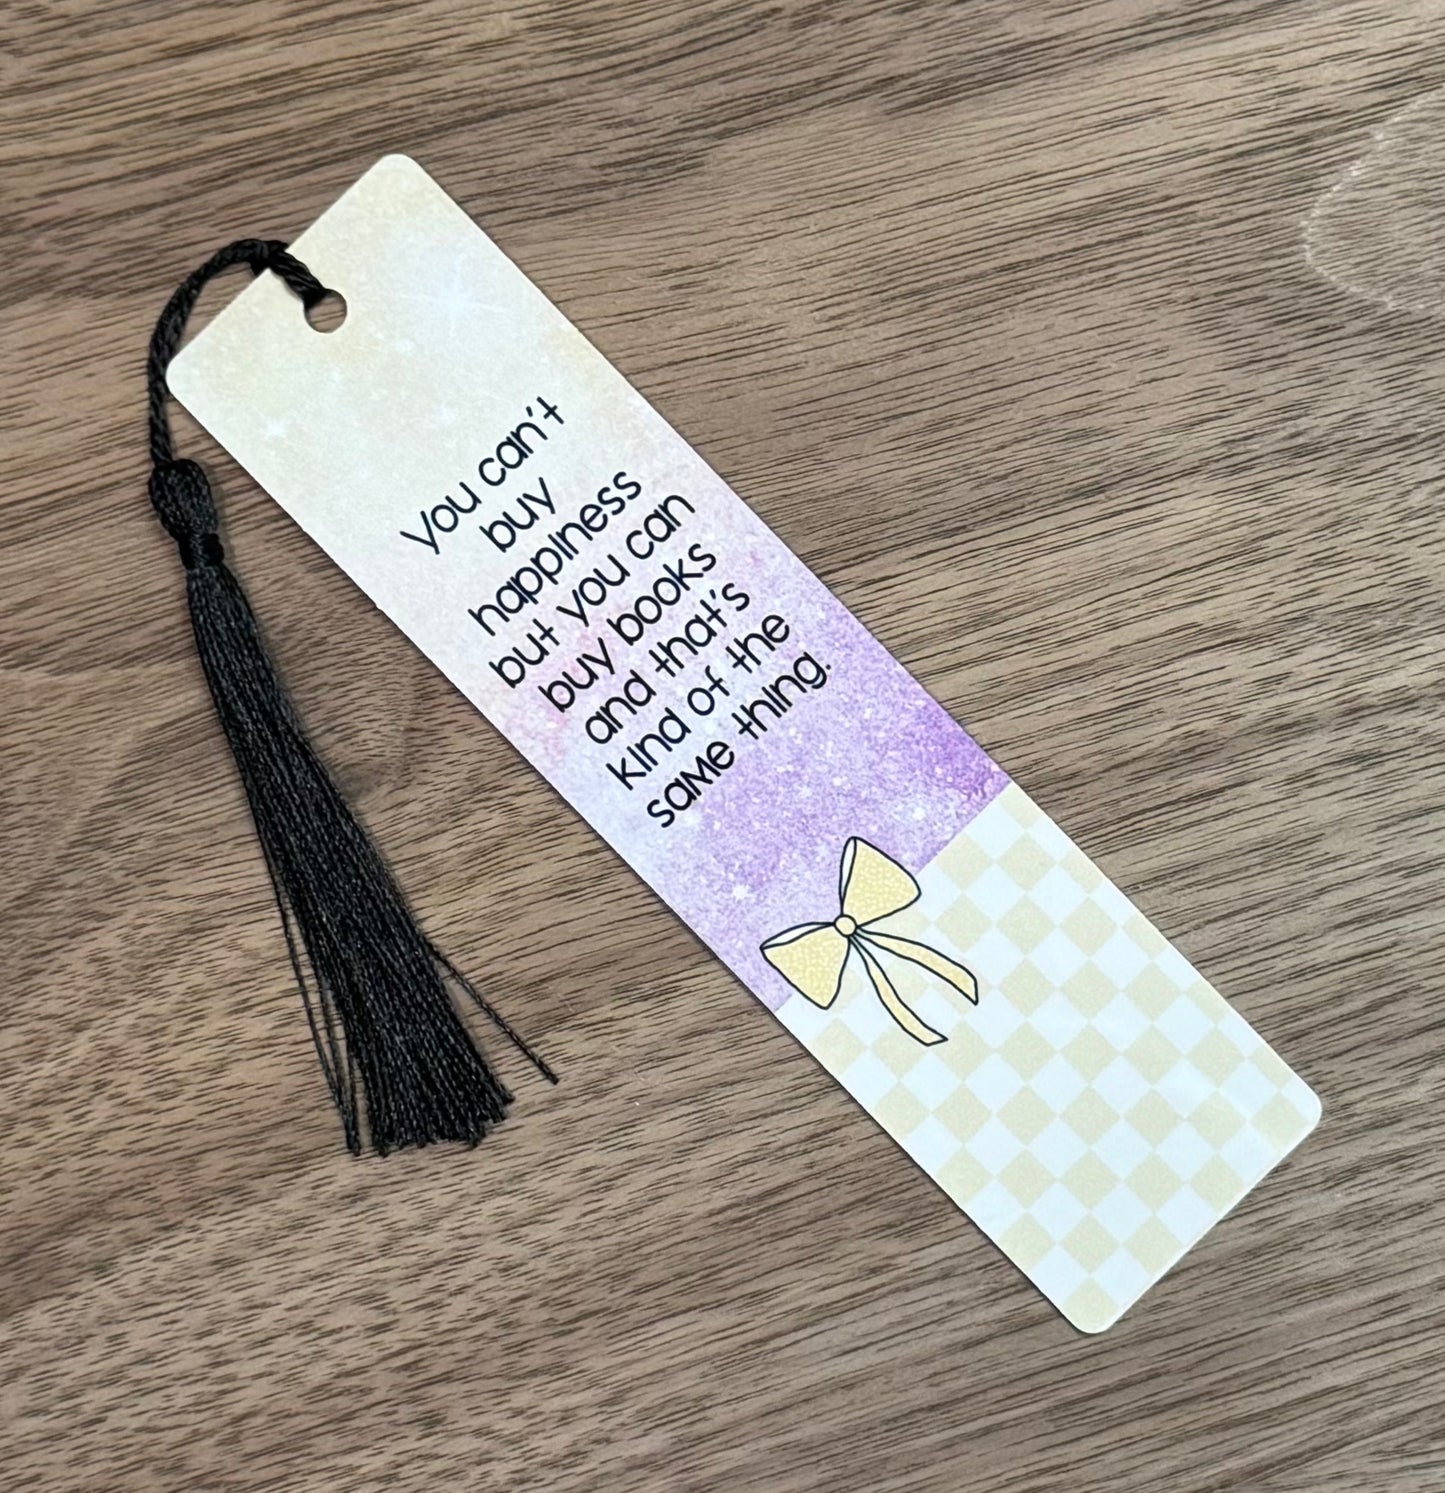 You can't
buy
happiness
but you can
buy books
and that's
kind of the
same thing.